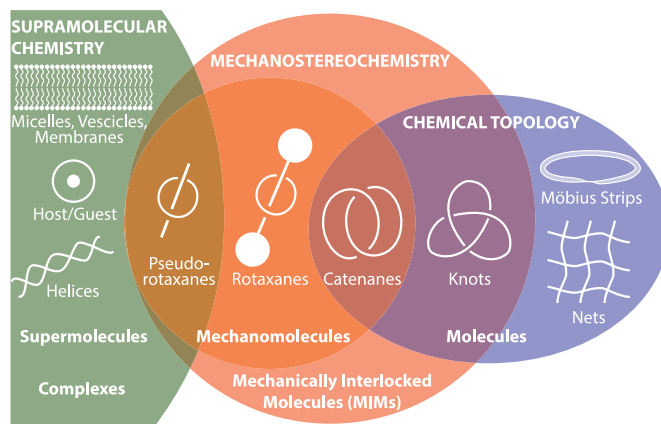 SUPRAMOLECULAR
CHEMISTRY
MECHANOSTEREOCHEMISTRY
CHEMICAL TOPOLOGY
Micelles, Vescicles,
Membranes
Host/Guest
Helices
Pseudo-
rotaxanes
Rotaxanes
Catenanes
Knots
Möbius Strips
Nets
Supermolecules
Mechanomolecules
Molecules
Complexes
Mechanically Interlocked
Molecules (MIMs)